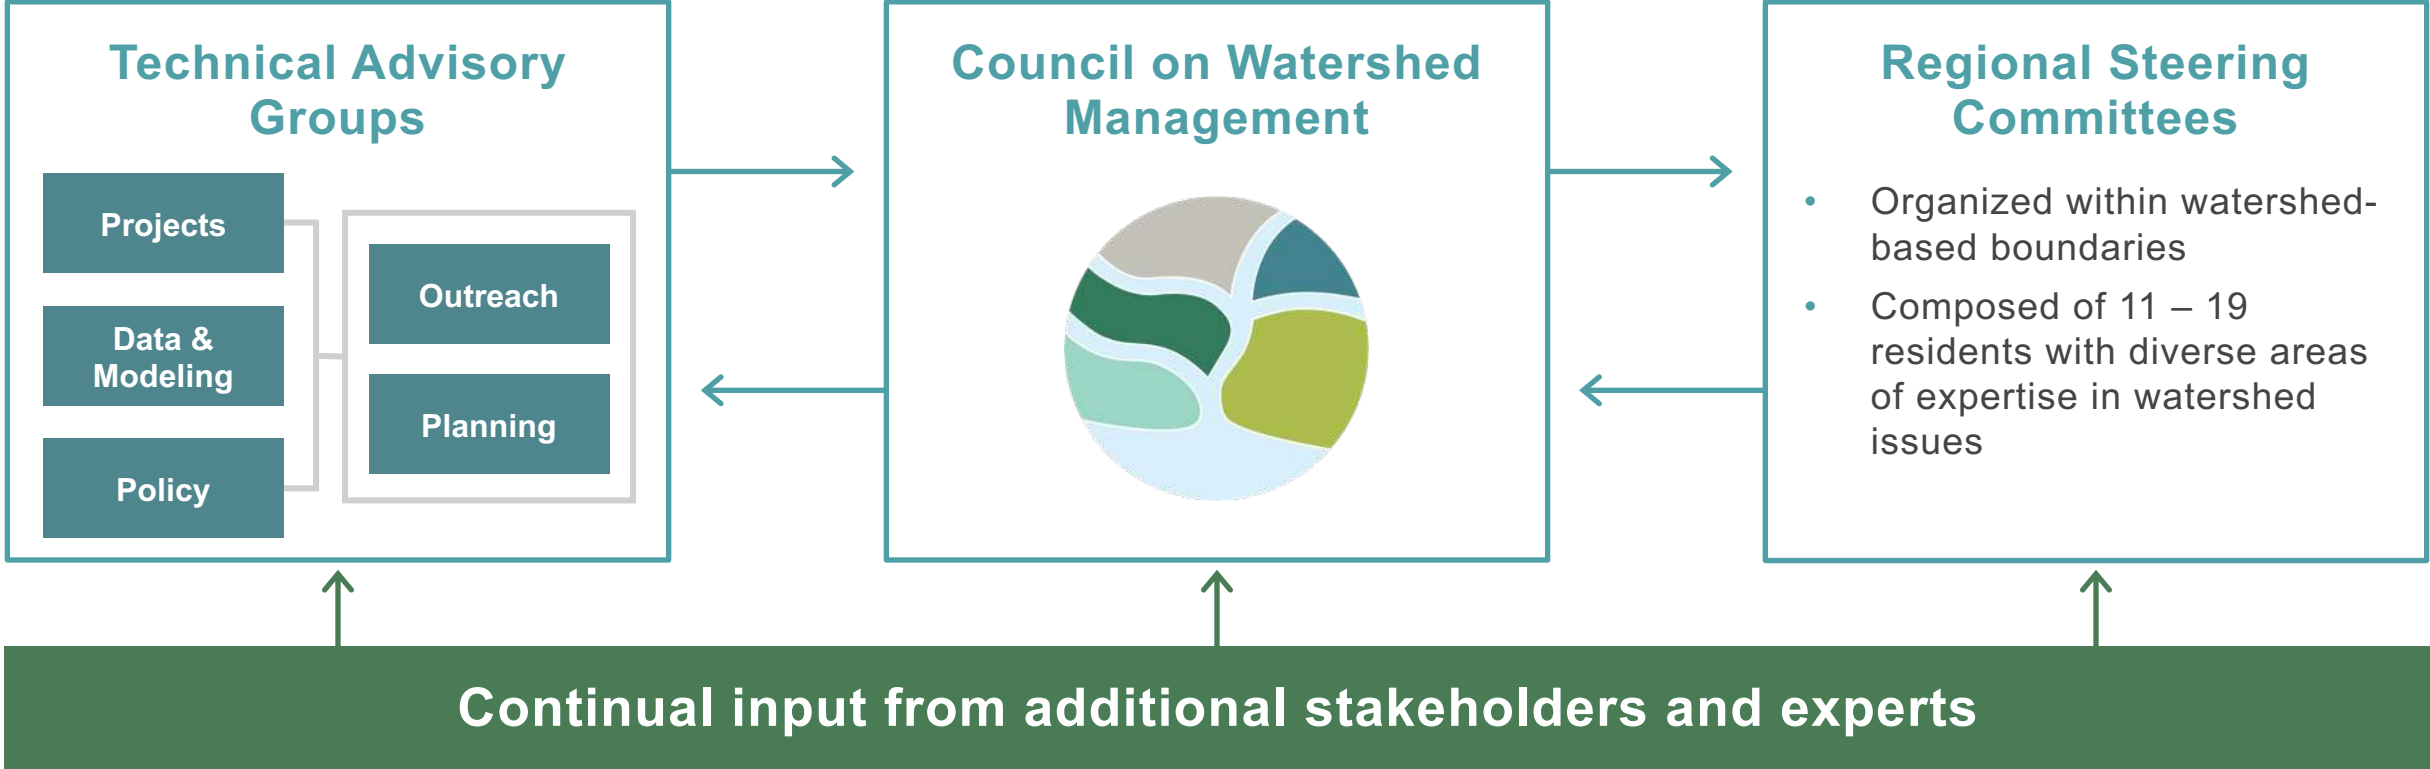 Technical Advisory
Groups
Projects
Data &
Modeling
Policy
Outreach
Planning
Council on Watershed
Management
Regional Steering
Committees
• Organized within watershed-
based boundaries
• Composed of 11 – 19
residents with diverse areas
of expertise in watershed
issues
Continual input from additional stakeholders and experts